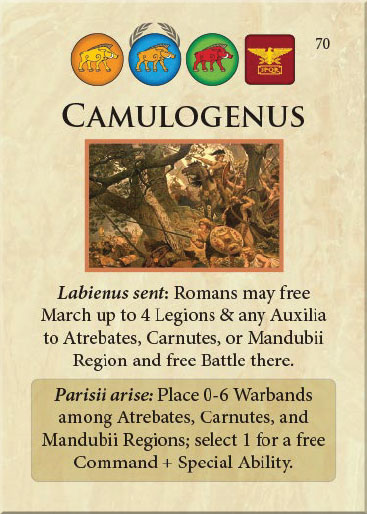 70
CAMULOGENUS
SPQR
Labienus sent: Romans may free
March up to 4 Legions & any Auxilia
to Atrebates, Carnutes, or Mandubii
Region and free Battle there.
Parisii arise: Place 0-6 Warbands
among Atrebates, Carnutes, and
Mandubii Regions; select 1 for a free
Command + Special Ability.